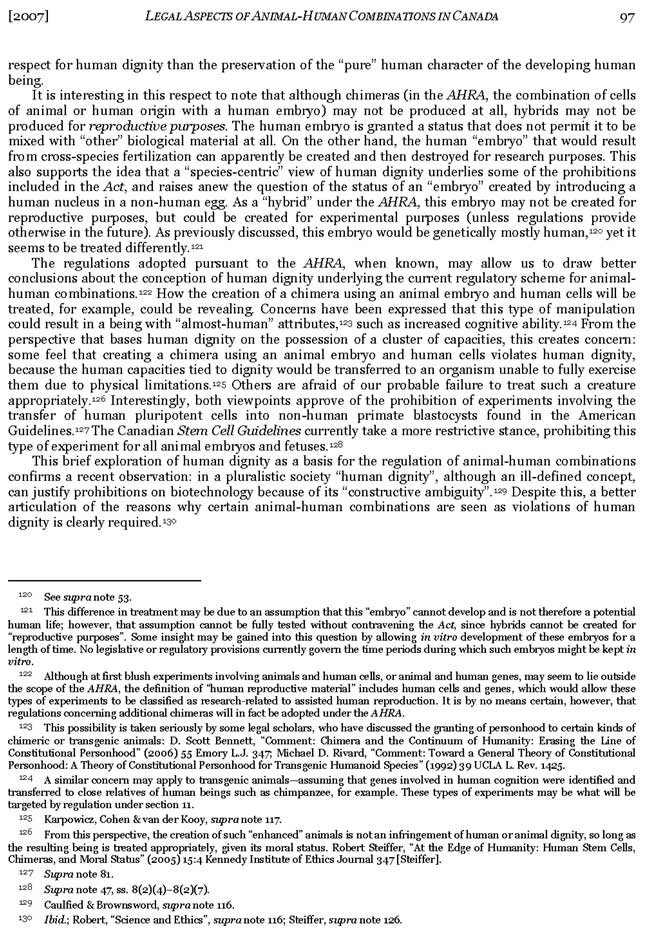 [2007] LEGAL ASPECTS OF ANIMAL-HUMAN COMBINATIONS IN CANADA 97
respect for human dignity than the preservation of the “pure” human character of the developing human
being.
It is interesting in this respect to note that although chimeras (in the AHRA, the combination of cells
of animal or human origin with a human embryo) may not be produced at all, hybrids may not be
produced for reproductive purposes. The human embryo is granted a status that does not permit it to be
mixed with “other” biological material at all. On the other hand, the human “embryo” that would result
from cross-species fertilization can apparently be created and then destroyed for research purposes. This
also supports the idea that a “species-centric” view of human dignity underlies some of the prohibitions
included in the Act, and raises anew the question of the status of an “embryo” created by introducing a
human nucleus in a non-human egg. As a “hybrid” under the AHRA, this embryo may not be created for
reproductive purposes, but could be created for experimental purposes (unless regulations provide
otherwise in the future). As previously discussed, this embryo would be genetically mostly human,120 yet it
seems to be treated differently.121
The regulations adopted pursuant to the AHRA, when known, may allow us to draw better
conclusions about the conception of human dignity underlying the current regulatory scheme for animal-
human combinations.122 How the creation of a chimera using an animal embryo and human cells will be
treated, for example, could be revealing. Concerns have been expressed that this type of manipulation
could result in a being with “almost-human” attributes,123 such as increased cognitive ability.124 From the
perspective that bases human dignity on the possession of a cluster of capacities, this creates concern:
some feel that creating a chimera using an animal embryo and human cells violates human dignity,
because the human capacities tied to dignity would be transferred to an organism unable to fully exercise
them due to physical limitations.125 Others are afraid of our probable failure to treat such a creature
appropriately.126 Interestingly, both viewpoints approve of the prohibition of experiments involving the
transfer of human pluripotent cells into non-human primate blastocysts found in the American
Guidelines.127 The Canadian Stem Cell Guidelines currently take a more restrictive stance, prohibiting this
type of experiment for all animal embryos and fetuses.128
This brief exploration of human dignity as a basis for the regulation of animal-human combinations
confirms a recent observation: in a pluralistic society “human dignity”, although an ill-defined concept,
can justify prohibitions on biotechnology because of its “constructive ambiguity”.129 Despite this, a better
articulation of the reasons why certain animal-human combinations are seen as violations of human
dignity is clearly required.130
120 See supra note 53.
121 This difference in treatment may be due to an assumption that this “embryo” cannot develop and is not therefore a potential
human life; however, that assumption cannot be fully tested without contravening the Act, since hybrids cannot be created for
“reproductive purposes”. Some insight may be gained into this question by allowing in vitro development of these embryos for a
length of time. No legislative or regulatory provisions currently govern the time periods during which such embryos might be kept in
vitro.
122 Although at first blush experiments involving animals and human cells, or animal and human genes, may seem to lie outside
the scope of the AHRA, the definition of “human reproductive material” includes human cells and genes, which would allow these
types of experiments to be classified as research-related to assisted human reproduction. It is by no means certain, however, that
regulations concerning additional chimeras will in fact be adopted under the AHRA.
123 This possibility is taken seriously by some legal scholars, who have discussed the granting of personhood to certain kinds of
chimeric or transgenic animals: D. Scott Bennett, “Comment: Chimera and the Continuum of Humanity: Erasing the Line of
Constitutional Personhood” (2006) 55 Emory L.J. 347; Michael D. Rivard, “Comment: Toward a General Theory of Constitutional
Personhood: A Theory of Constitutional Personhood for Transgenic Humanoid Species” (1992) 39 UCLA L. Rev. 1425.
124 A similar concern may apply to transgenic animals—assuming that genes involved in human cognition were identified and
transferred to close relatives of human beings such as chimpanzee, for example. These types of experiments may be what will be
targeted by regulation under section 11.
125 Karpowicz, Cohen & van der Kooy, supra note 117.
126 From this perspective, the creation of such “enhanced” animals is not an infringement of human or animal dignity, so long as
the resulting being is treated appropriately, given its moral status. Robert Steiffer, “At the Edge of Humanity: Human Stem Cells,
Chimeras, and Moral Status” (2005) 15:4 Kennedy Institute of Ethics Journal 347 [Steiffer].
127 Supra note 81.
128 Supra note 47, ss. 8(2)(4)–8(2)(7).
129 Caulfied & Brownsword, supra note 116.
130 Ibid.; Robert, “Science and Ethics”, supra note 116; Steiffer, supra note 126.